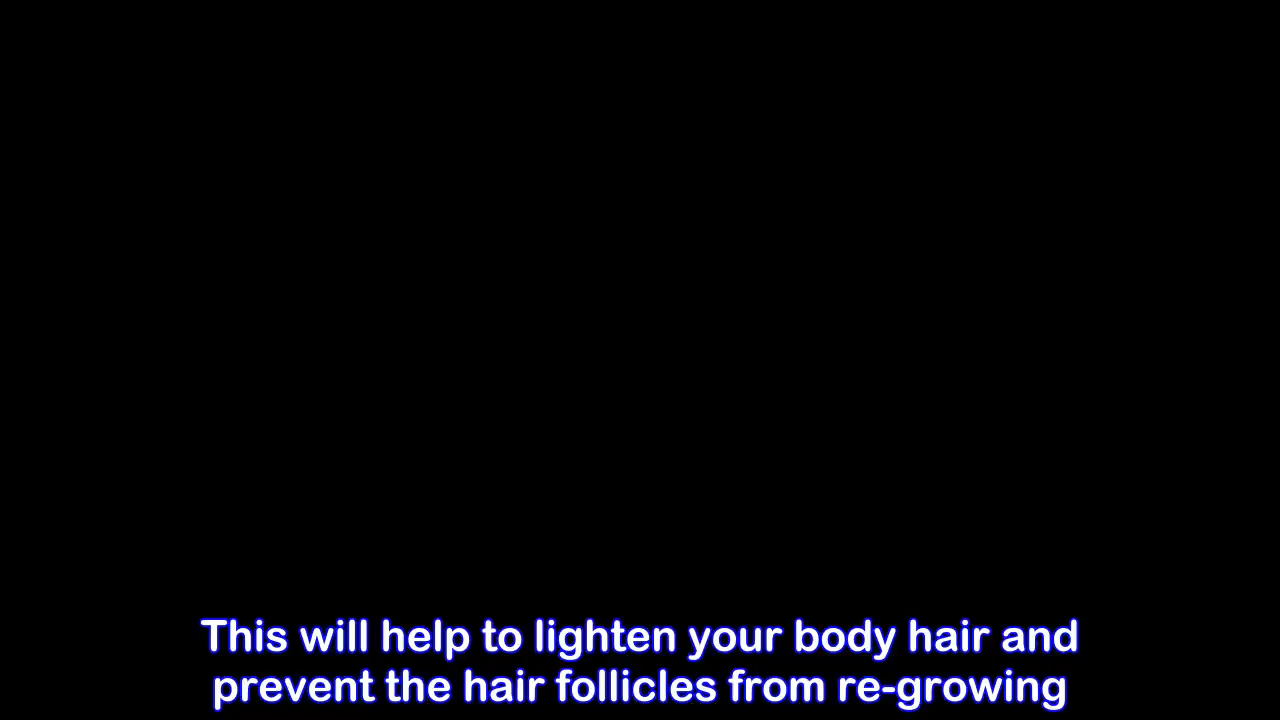 This will help to lighten your body hair and
prevent the hair follicles from re-growing